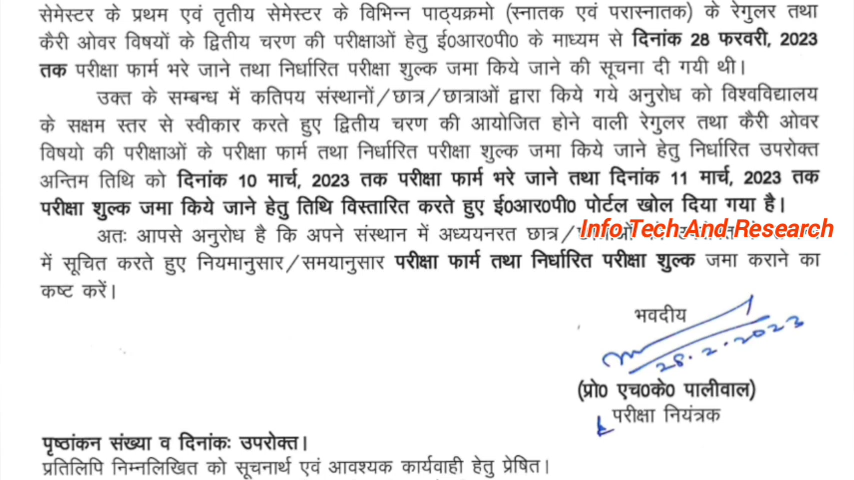 सेमेस्टर के प्रथम एवं तृतीय सेमेस्टर के विभिन्न पाठ्यक्रमो (स्नातक एवं परास्नातक) के रेगुलर तथा
कैरी ओवर विषयों के द्वितीय चरण की परीक्षाओं हेतु ई0आर0पी0 के माध्यम से दिनांक 28 फरवरी, 2023
तक परीक्षा फार्म भरे जाने तथा निर्धारित परीक्षा शुल्क जमा किये जाने की सूचना दी गयी थी।
उक्त के सम्बन्ध में कतिपय संस्थानों/छात्र/छात्राओं द्वारा किये गये अनुरोध को विश्वविद्यालय
के सक्षम स्तर से स्वीकार करते हुए द्वितीय चरण की आयोजित होने वाली रेगुलर तथा कैरी ओवर
विषयो की परीक्षाओं के परीक्षा फार्म तथा निर्धारित परीक्षा शुल्क जमा किये जाने हेतु निर्धारित उपरोक्त
अन्तिम तिथि को दिनांक 10 मार्च, 2023 तक परीक्षा फार्म भरे जाने तथा दिनांक 11 मार्च, 2023 तक
परीक्षा शुल्क जमा किये जाने हेतु तिथि विस्तारित करते हुए ई0आर0पी0 पोर्टल खोल दिया गया है।
अतः आपसे अनुरोध है कि अपने संस्थान में अध्ययनरत छात्र/
Info Tech And Research
में सूचित करते हुए नियमानुसार/समयानुसार परीक्षा फार्म तथा निर्धारित परीक्षा शुल्क जमा कराने का
कष्ट करें।
भवदीय
28.2.2023
(प्रो0 एच0के0 पालीवाल)
परीक्षा नियंत्रक
पृष्ठांकन संख्या व दिनांकः उपरोक्त।
प्रतिलिपि निम्नलिखित को सूचनार्थ एवं आवश्यक कार्यवाही हेतु प्रेषित।